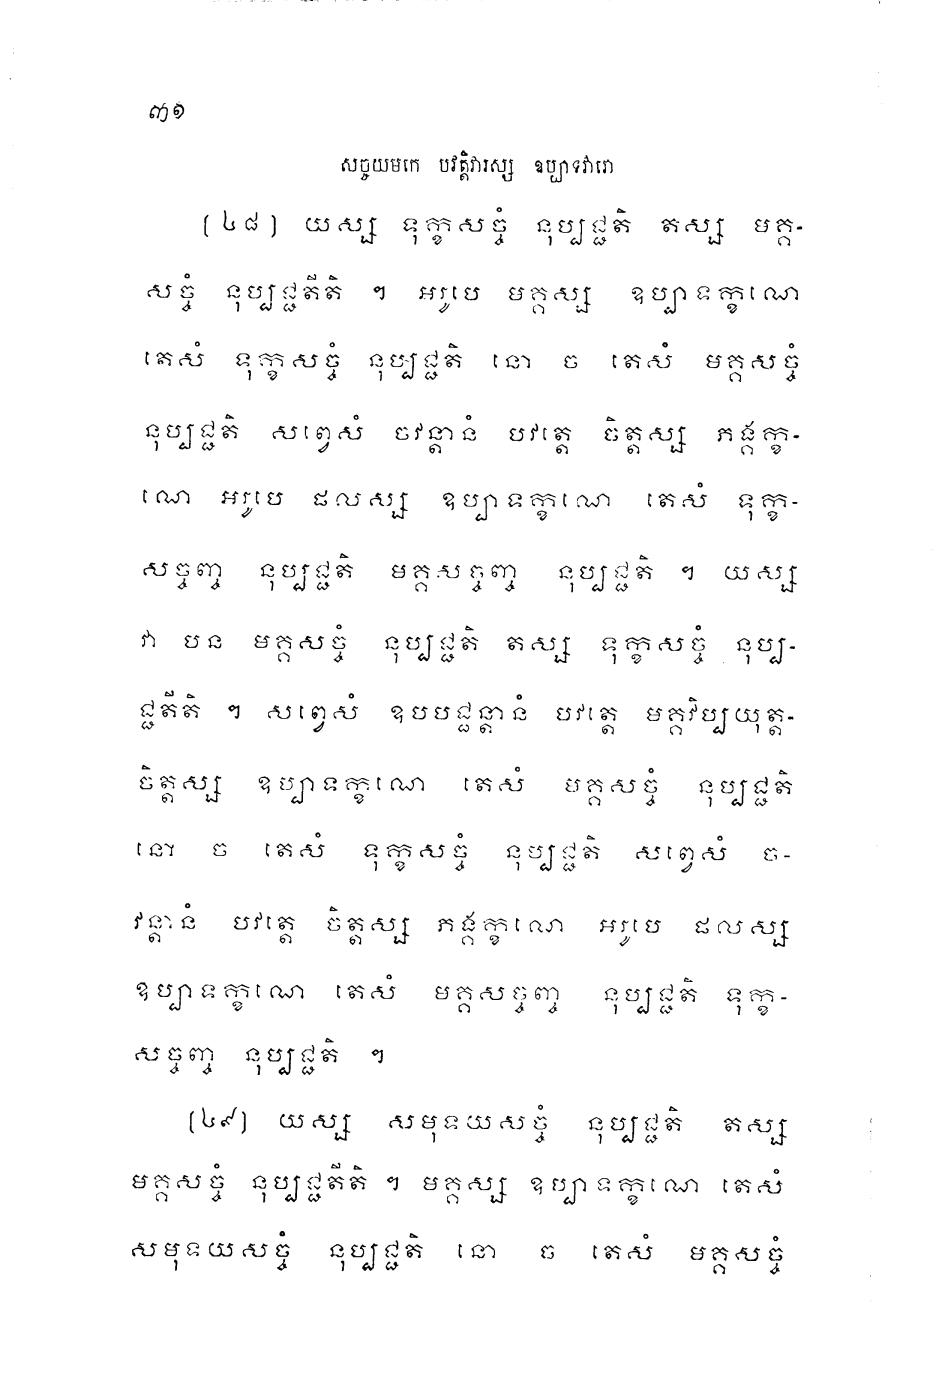 ៣១
សច្ចយមកេ បវត្តិវារស្ស ឧប្បាទវារោ
(៤៨) យស្ស ទុក្ខសច្ចំ នុប្បជ្ជតិ តស្ស មគ្គ-
សច្ចំ នុប្បជ្ជតីតិ ។ អរូបេ មគ្គស្ស ឧប្បាទក្ខណេ
តេសំ ទុក្ខសច្ចំ នុប្បជ្ជតិ នោ ច តេសំ មគ្គសច្ចំ
នុប្បជ្ជតិ សព្វេសំ ចវន្តានំ បវត្តេ ចិត្តស្ស ភង្គក្ខ-
ណេ អរូបេ ផលស្ស ឧប្បាទក្ខណេ តេសំ ទុក្ខ-
សច្ចញ្ច នុប្បជ្ជតិ មគ្គសច្ចញ្ច នុប្បជ្ជតិ ។ យស្ស
វា បន មគ្គសច្ចំ នុប្បជ្ជតិ តស្ស ទុក្ខសច្ចំ នុប្ប-
ជ្ជតីតិ ។ សព្វេសំ ឧបបជ្ជន្តានំ បវត្តេ មគ្គវិប្បយុត្ត-
ចិត្តស្ស ឧប្បាទក្ខណេ តេសំ មគ្គសច្ចំ នុប្បជ្ជតិ
នោ ច តេសំ ទុក្ខសច្ចំ នុប្បជ្ជតិ សព្វេសំ ច-
វន្តានំ បវត្តេ ចិត្តស្ស ភង្គក្ខណេ អរូបេ ផលស្ស
ឧប្បាទក្ខណេ តេសំ មគ្គសច្ចញ្ច នុប្បជ្ជតិ ទុក្ខ-
សច្ចញ្ច នុប្បជ្ជតិ ។
(៤៩) យស្ស សមុទយសច្ចំ នុប្បជ្ជតិ តស្ស
មគ្គសច្ចំ នុប្បជ្ជតីតិ ។ មគ្គស្ស ឧប្បាទក្ខណេ តេសំ
សមុទយសច្ចំ នុប្បជ្ជតិ នោ ច តេសំ មគ្គសច្ចំ